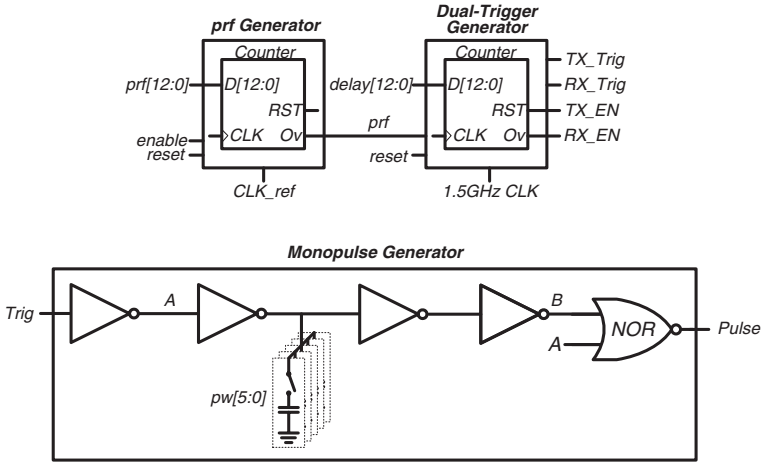 prf Generator
Dual-Trigger
Generator
Counter
Counter
TX_Trig
prf[12:0]
D[12:0]
delay[12:0]
D[12:0]
RX_Trig
RST
RST
TX_EN
enable
CLK
Ov
prf
CLK
Ov
RX_EN
reset
reset
CLK_ref
1.5GHz CLK
Monopulse Generator
Trig
A
B
NOR
Pulse
A
pw[5:0]